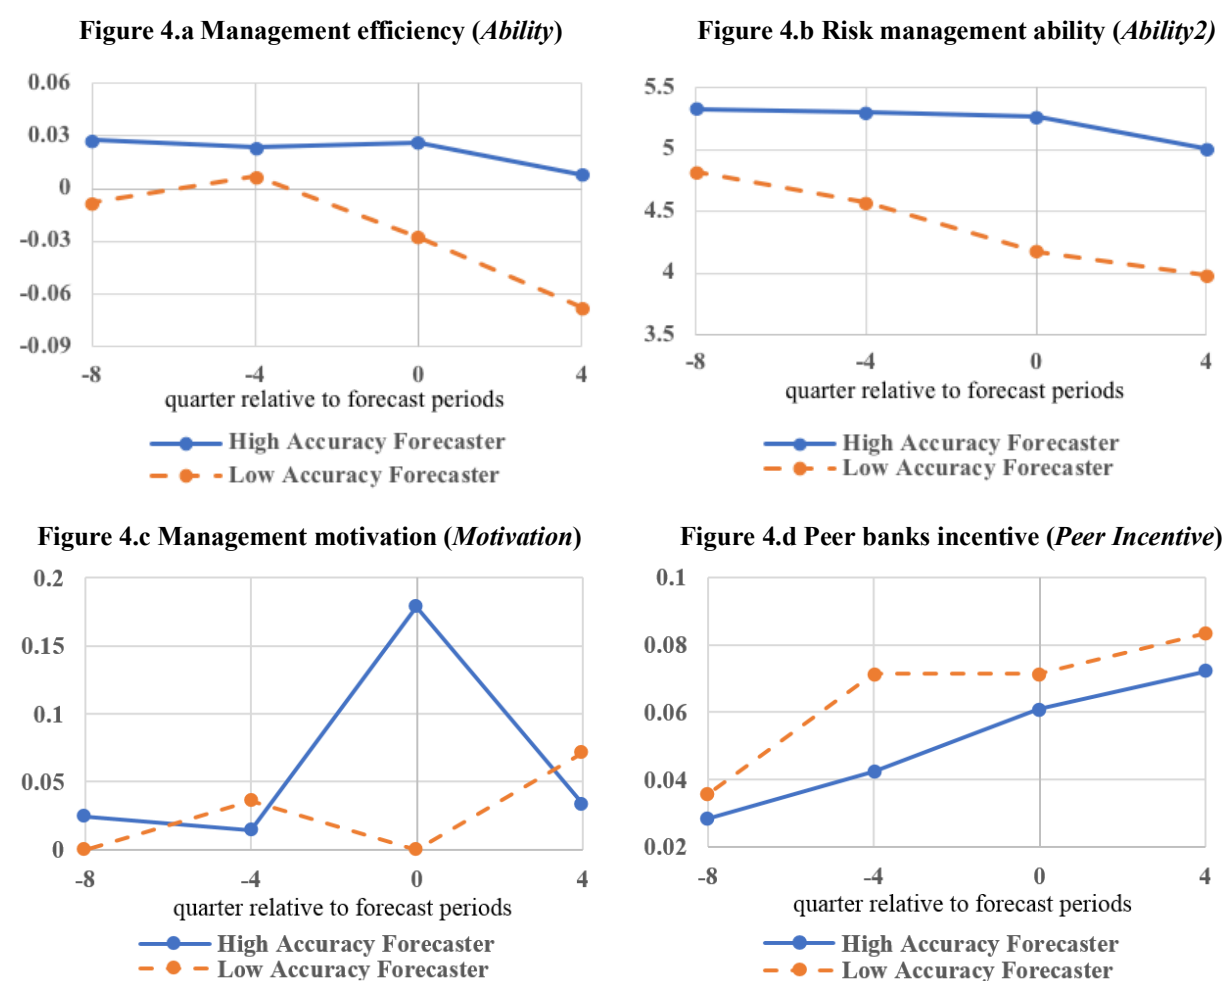 Figure 4.a Management efficiency (Ability)
0.06
0.03
0
-0.03
-0.06
-0.09
-8 -4 0 4
quarter relative to forecast periods
High Accuracy Forecaster
Low Accuracy Forecaster
Figure 4.b Risk management ability (Ability2)
5.5
5
4.5
4
3.5
-8 -4 0 4
quarter relative to forecast periods
High Accuracy Forecaster
Low Accuracy Forecaster
Figure 4.c Management motivation (Motivation)
0.2
0.15
0.1
0.05
0
-8 -4 0 4
quarter relative to forecast periods
High Accuracy Forecaster
Low Accuracy Forecaster
Figure 4.d Peer banks incentive (Peer Incentive)
0.1
0.08
0.06
0.04
0.02
-8 -4 0 4
quarter relative to forecast periods
High Accuracy Forecaster
Low Accuracy Forecaster